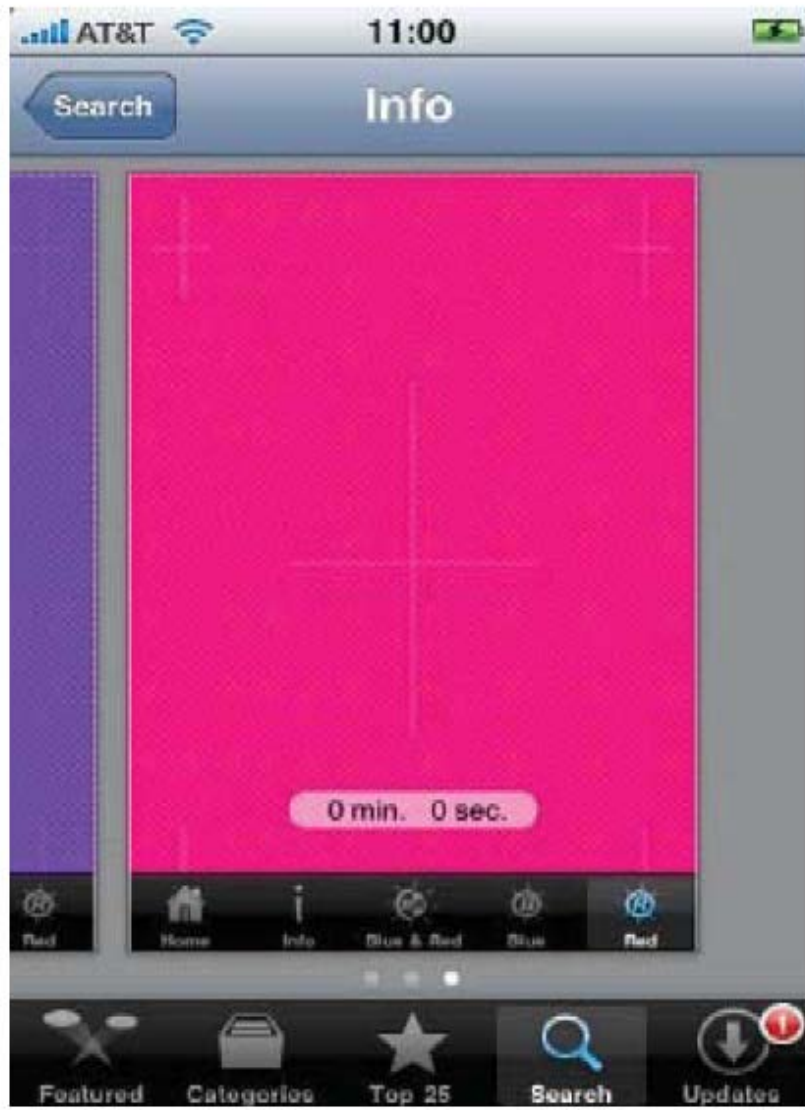 AT&T 11:00
Search Info
0 min. 0 sec.
Red Home Info Blue & Red Blue Red
Featured Categories Top 25 Search Updates
1